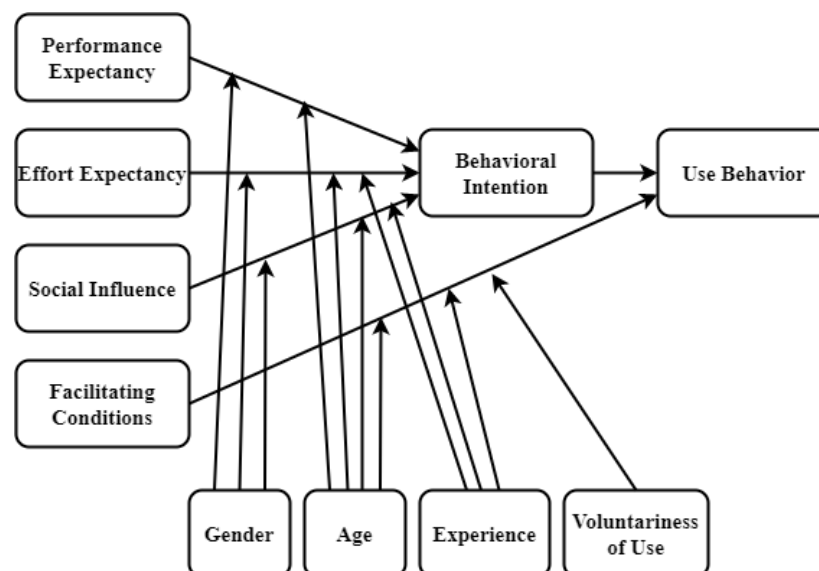 Performance
Expectancy
Effort Expectancy
Behavioral
Intention
Use Behavior
Social Influence
Facilitating
Conditions
Gender
Age
Experience
Voluntariness
of Use